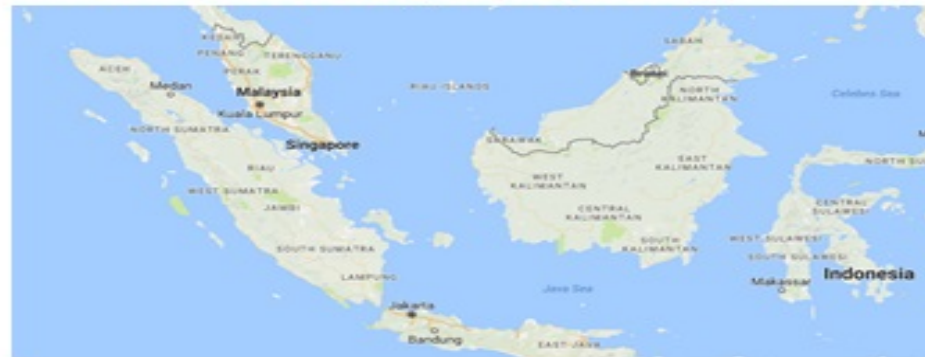 KEDAH
PENANG
TERENGGANU
PERAK
ACEH
Medan
Malaysia
Kuala Lumpur
RIAU ISLANDS
SABAH
Brunei
NORTH
KALIMANTAN
Celebes Sea
NORTH SUMATRA
Singapore
SARAWAK
RIAU
WEST SUMATRA
JAMBI
WEST
KALIMANTAN
EAST
KALIMANTAN
CENTRAL
KALIMANTAN
SOUTH
KALIMANTAN
CENTRAL
SULAWESI
WEST SULAWESI
SOUTH SULAWESI
SOUTH SUMATRA
LAMPUNG
Indonesia
Makassar
Java Sea
Jakarta
Bandung
EAST JAVA